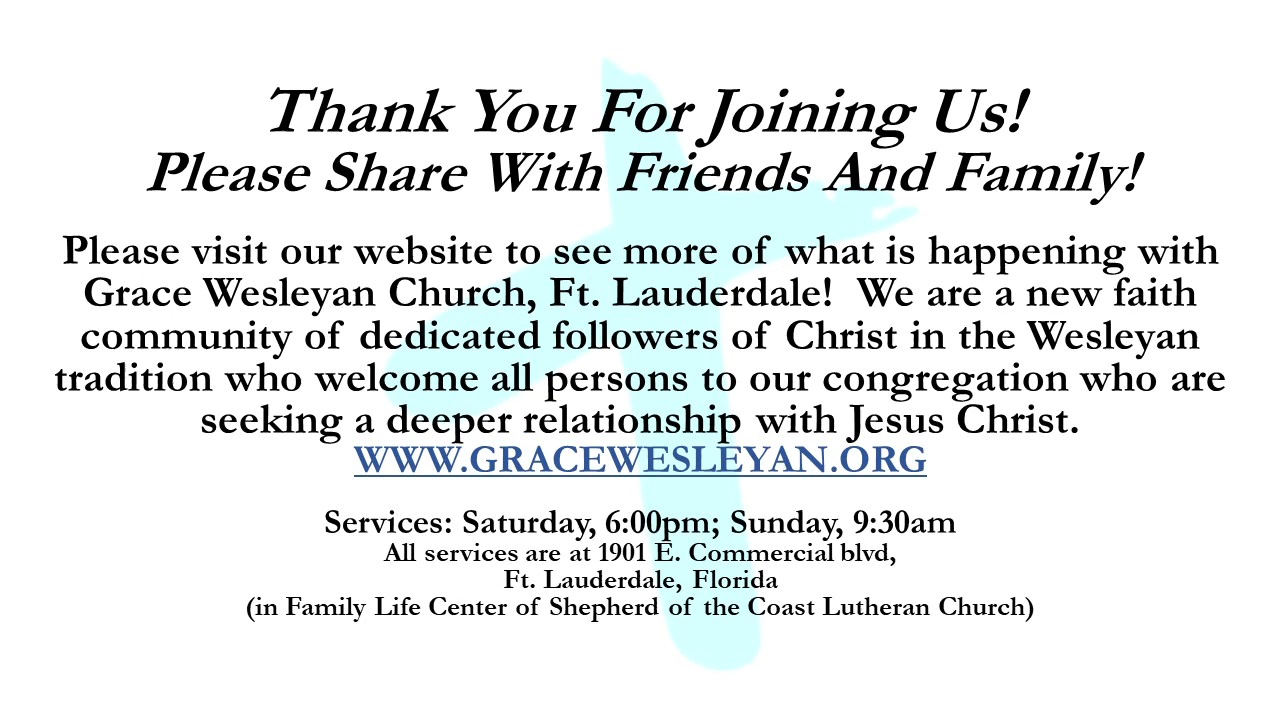 Thank You For Joining Us!
Please Share With Friends And Family!
Please visit our website to see more of what is happening with
Grace Wesleyan Church, Ft. Lauderdale!  We are a new faith
community of dedicated followers of Christ in the Wesleyan
tradition who welcome all persons to our congregation who are
seeking a deeper relationship with Jesus Christ.
WWW.GRACEWESLEYAN.ORG
Services: Saturday, 6:00pm; Sunday, 9:30am
All services are at 1901 E. Commercial blvd,
Ft. Lauderdale, Florida
(in Family Life Center of Shepherd of the Coast Lutheran Church)